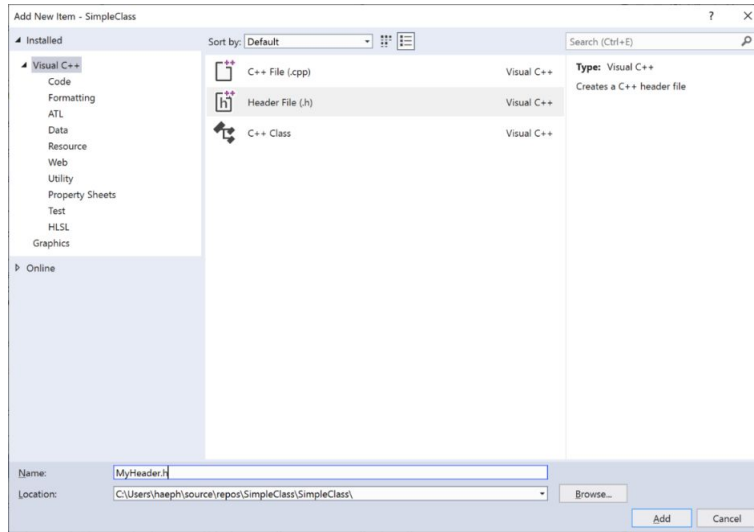 Add New Item - SimpleClass
? X
Installed
Sort by: Default
Search (Ctrl+E)
Visual C++
Code
Formatting
ATL
Data
Resource
Web
Utility
Property Sheets
Test
HLSL
Graphics
Online
C++ File (.cpp) Visual C++
Header File (.h) Visual C++
C++ Class Visual C++
Type: Visual C++
Creates a C++ header file
Name: MyHeader.h
Location: C:\Users\haeph\source\repos\SimpleClass\SimpleClass\
Browse...
Add Cancel